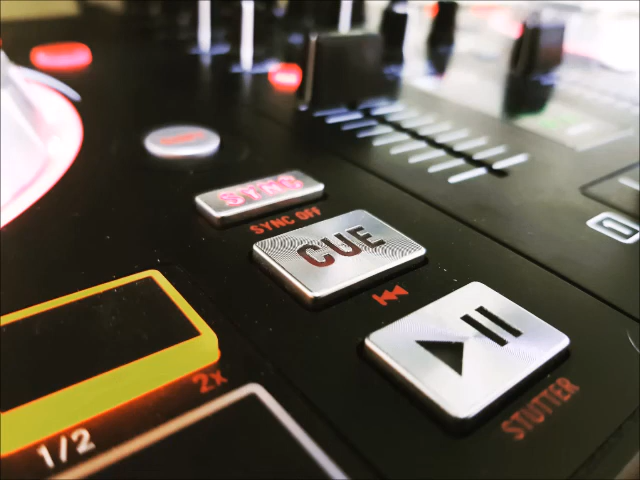 SYNC
SYNC OFF
CUE
STUTTER
2x
1/2